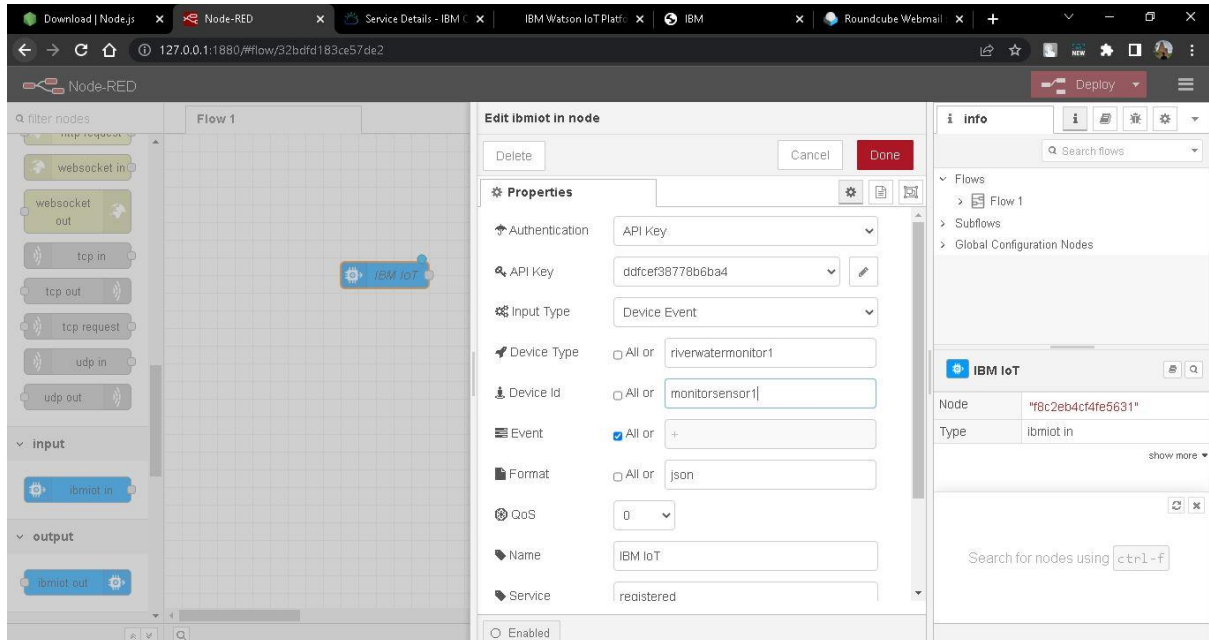 Download | Node.js
Node-RED
Service Details - IBM C
IBM Watson IoT Platfo
IBM
Roundcube Webmail
127.0.0.1:1880/#flow/32bdfd183ce57de2
NEW
Node-RED
Deploy
filter nodes
Flow 1
Edit ibmiot in node
i info
http request
websocket in
websocket
out
tcp in
tcp out
tcp request
udp in
udp out
input
ibmiot in
output
ibmiot out
IBM IoT
Delete
Cancel
Done
Properties
Authentication
API Key
API Key
ddfcef38778b6ba4
Input Type
Device Event
Device Type
All or
riverwatermonitor1
Device Id
All or
monitorsensor1
Event
All or
+
Format
All or
json
QoS
0
Name
IBM IoT
Service
registered
Enabled
i
Search flows
Flows
Flow 1
Subflows
Global Configuration Nodes
IBM IoT
Node
"f8c2eb4cf4fe5631"
Type
ibmiot in
show more
Search for nodes using ctrl-f